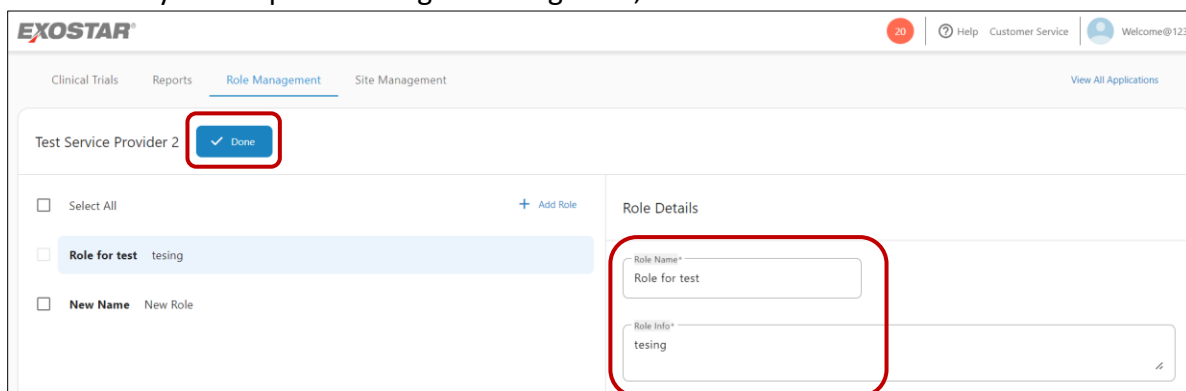 EXOSTAR®
20 Help Customer Service Welcome@123
Clinical Trials Reports Role Management Site Management View All Applications
Test Service Provider 2 Done
Select All + Add Role Role Details
Role for test tesing
Role Name*
Role for test
New Name New Role
Role Info*
tesing